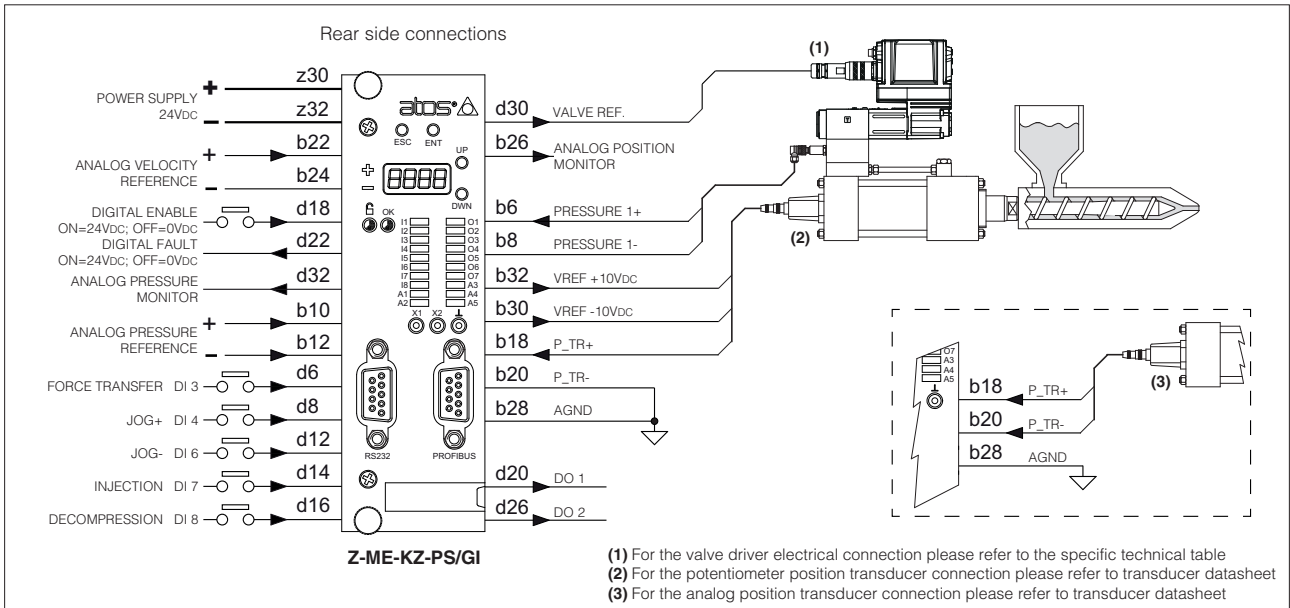 Rear side connections
z30
+
POWER SUPPLY
24VDC
z32
–
b22
+
ANALOG VELOCITY
REFERENCE
b24
–
DIGITAL ENABLE
ON=24VDC; OFF=0VDC
d18
DIGITAL FAULT
ON=24VDC; OFF=0VDC
d22
ANALOG PRESSURE
MONITOR
d32
b10
+
ANALOG PRESSURE
REFERENCE
b12
–
FORCE TRANSFER DI 3
d6
JOG+ DI 4
d8
JOG- DI 6
d12
INJECTION DI 7
d14
DECOMPRESSION DI 8
d16
atos®
ESC ENT
UP
+
–
8888
DWN
OK
I1 O1
I2 O2
I3 O3
I4 O4
I5 O5
I6 O6
I7 O7
I8 A3
A1 A4
A2 A5
X1 X2
RS232 PROFIBUS
Z-ME-KZ-PS/GI
d30 VALVE REF.
b26 ANALOG POSITION
MONITOR
b6 PRESSURE 1+
b8 PRESSURE 1-
b32 VREF +10VDC
b30 VREF -10VDC
b18 P_TR+
b20 P_TR-
b28 AGND
d20 DO 1
d26 DO 2
(1)
T
(2)
O7
A3
A4
A5
b18 P_TR+
b20 P_TR-
b28 AGND
(3)
(1) For the valve driver electrical connection please refer to the specific technical table
(2) For the potentiometer position transducer connection please refer to transducer datasheet
(3) For the analog position transducer connection please refer to transducer datasheet